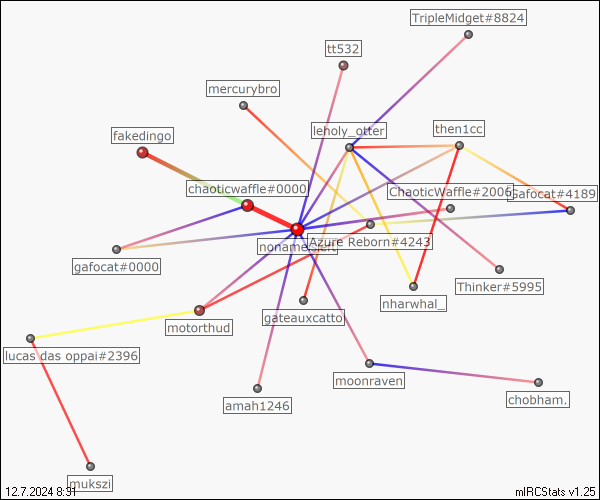 TripleMidget#8824
tt532
mercurybro
leholy_otter
then1cc
fakedingo
chaoticwaffle#0000
ChaoticWaffle#2006
Gafocat#4189
Azure Reborn#4243
gafocat#0000
Thinker#5995
nharwhal_
gateauxcatto
motorthud
lucas das oppai#2396
moonraven
chobham.
amah1246
mukszi
12.7.2024 8:31
mIRCStats v1.25